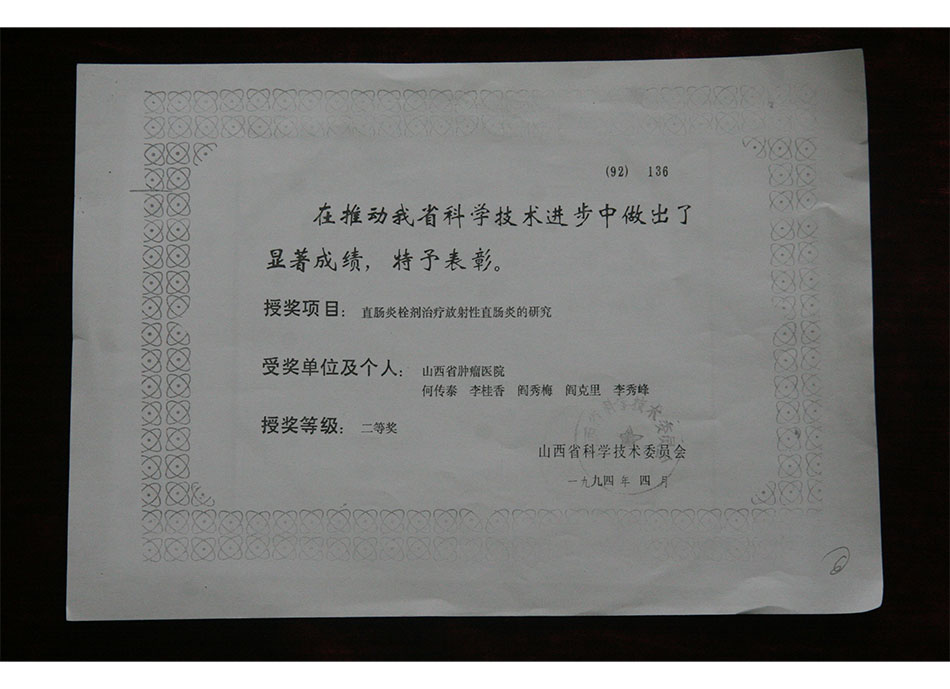 (92) 136
在推动我省科学技术进步中做出了
显著成绩，特予表彰。
授奖项目：直肠炎栓剂治疗放射性直肠炎的研究
受奖单位及个人：山西省肿瘤医院
何传泰 李桂香 阎秀梅 阎克里 李秀峰
授奖等级：二等奖
山西省科学技术委员会
一九九四年四月